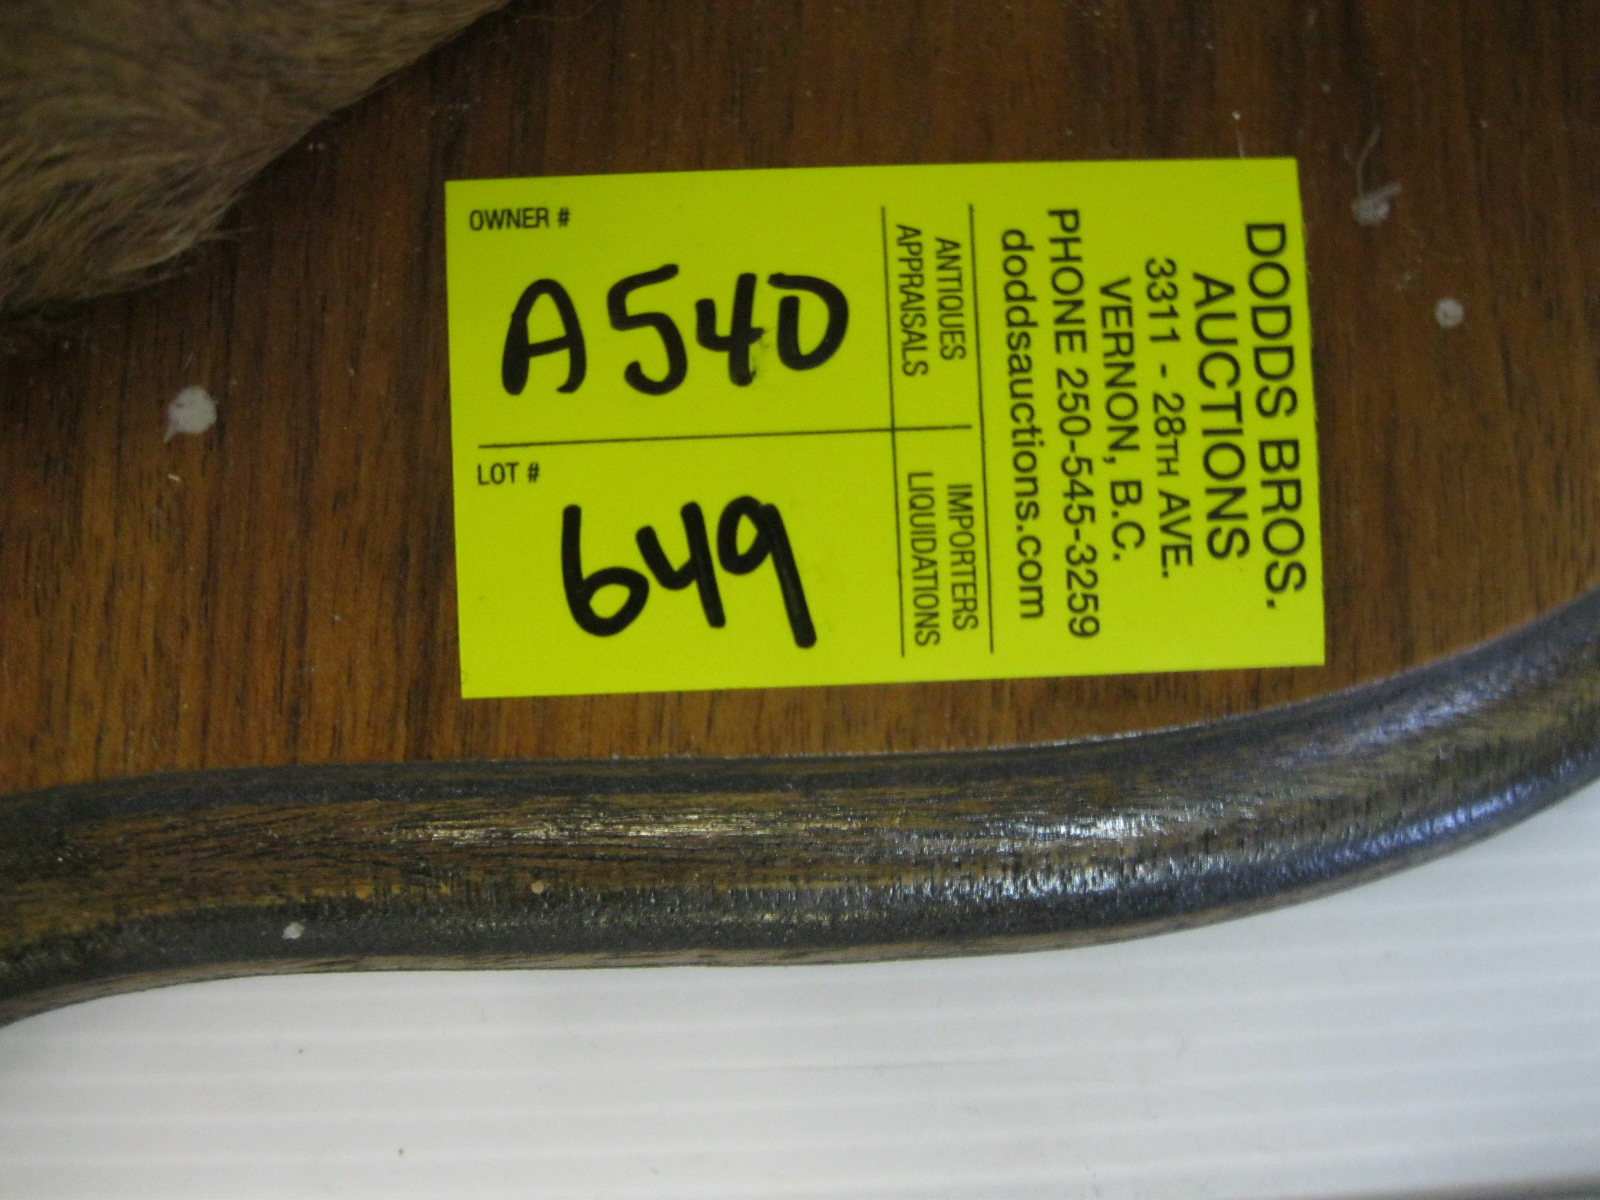 OWNER #
A540
LOT #
649
ANTIQUES
APPRAISALS
IMPORTERS
LIQUIDATIONS
DODDS BROS.
AUCTIONS
3311 - 28TH AVE.
VERNON, B.C.
PHONE 250-545-3259
doddsauctions.com